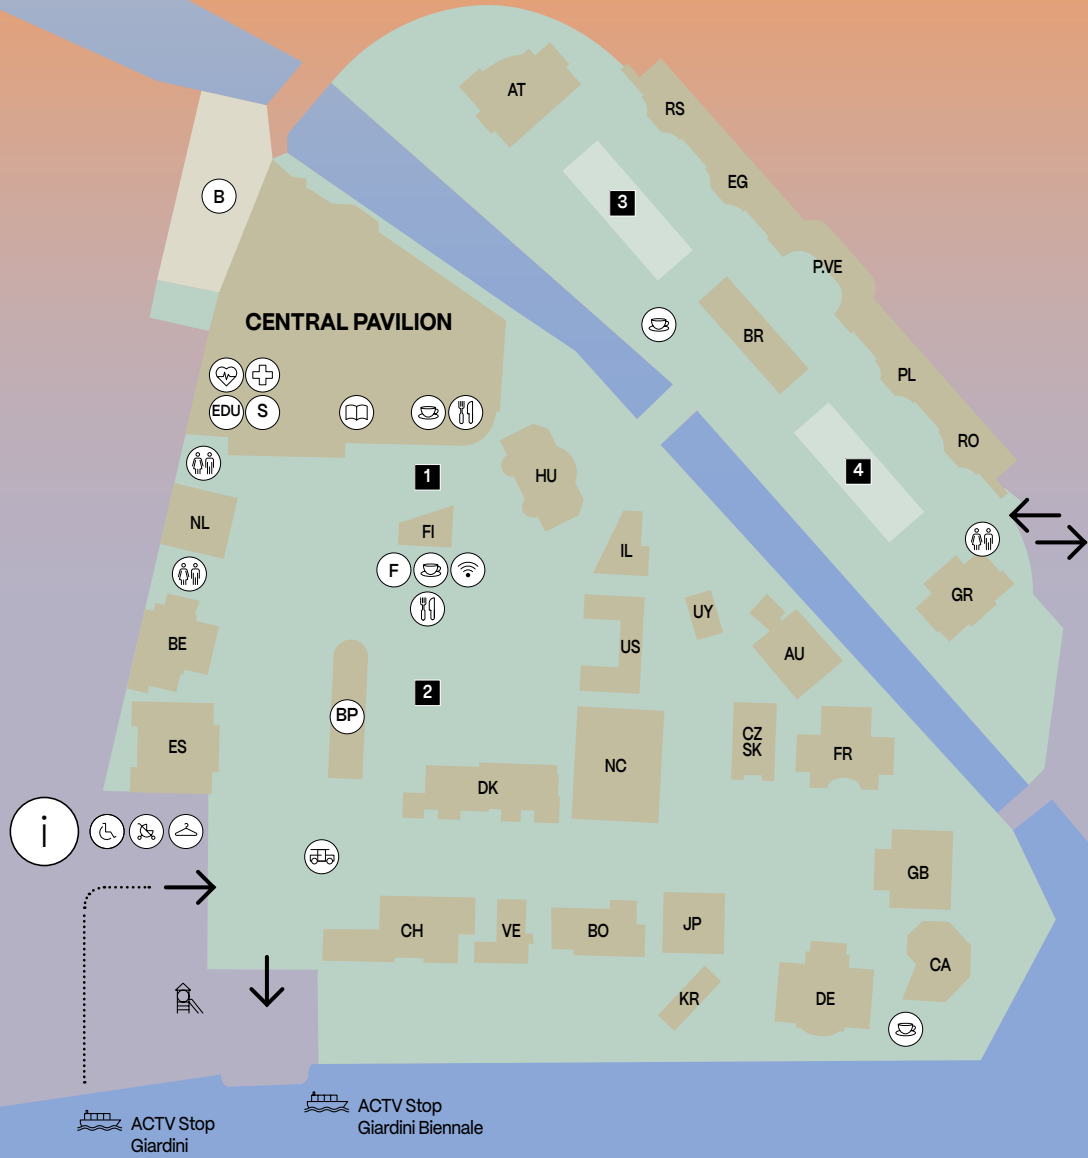 AT
RS
EG
B
3
P.VE
CENTRAL PAVILION
BR
PL
EDU
S
RO
1
4
HU
NL
FI
IL
F
GR
UY
BE
US
AU
2
BP
ES
CZ
SK
FR
NC
DK
i
GB
CH
VE
BO
JP
CA
KR
DE
ACTV Stop
Giardini Biennale
ACTV Stop
Giardini